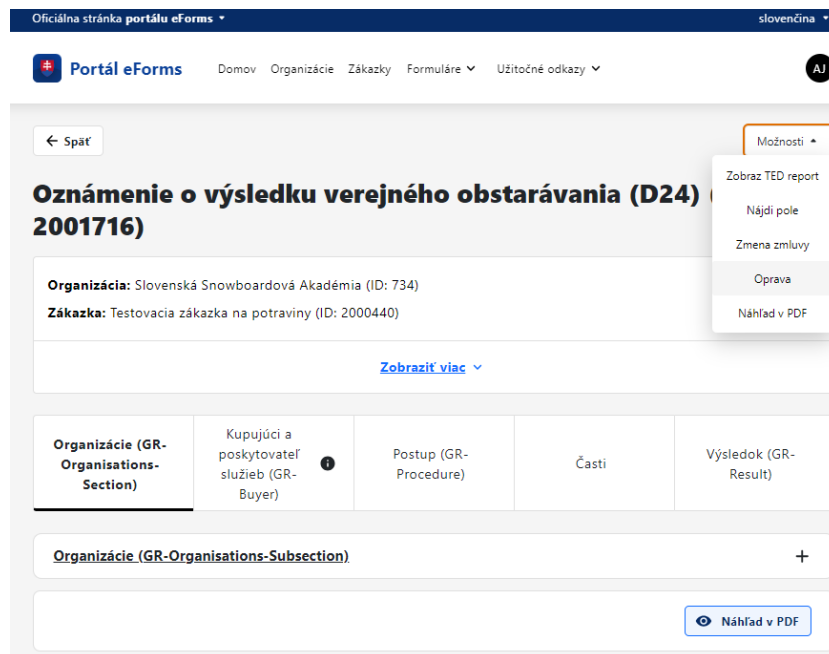 Oficiálna stránka portálu eForms
slovenčina
Portál eForms
Domov
Organizácie
Zákazky
Formuláre
Užitočné odkazy
AJ
Späť
Možnosti
Zobraz TED report
Nájdi pole
Zmena zmluvy
Oprava
Náhľad v PDF
Oznámenie o výsledku verejného obstarávania (D24) (
2001716)
Organizácia: Slovenská Snowboardová Akadémia (ID: 734)
Zákazka: Testovacia zákazka na potraviny (ID: 2000440)
Zobraziť viac
Organizácie (GR-
Organisations-
Section)
Kupujúci a
poskytovateľ
služieb (GR-
Buyer)
Postup (GR-
Procedure)
Časti
Výsledok (GR-
Result)
Organizácie (GR-Organisations-Subsection)
Náhľad v PDF